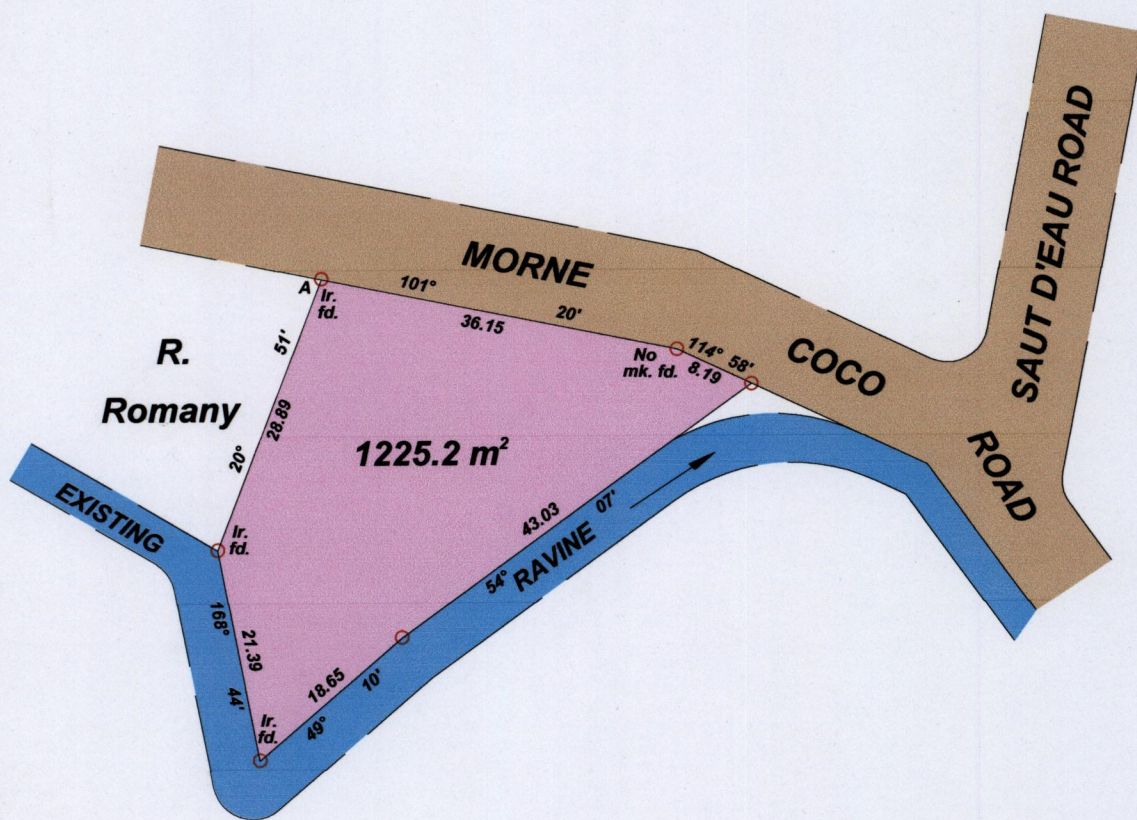 SAUT D'EAU ROAD
MORNE
COCO
ROAD
A
Ir.
fd.
101°
20'
36.15
No
mk. fd.
114° 58'
8.19
R.
Romany
51'
28.89
20°
1225.2 m²
EXISTING
Ir.
fd.
43.03
07'
54°
RAVINE
168°
21.39
44'
18.65
10'
49°
Ir.
fd.